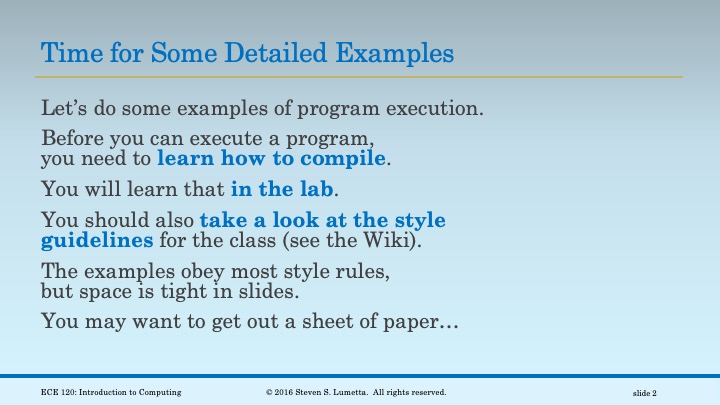 Time for Some Detailed Examples
Let’s do some examples of program execution.
Before you can execute a program,
you need to learn how to compile.
You will learn that in the lab.
You should also take a look at the style
guidelines for the class (see the Wiki).
The examples obey most style rules,
but space is tight in slides.
You may want to get out a sheet of paper…
ECE 120: Introduction to Computing © 2016 Steven S. Lumetta. All rights reserved. slide 2